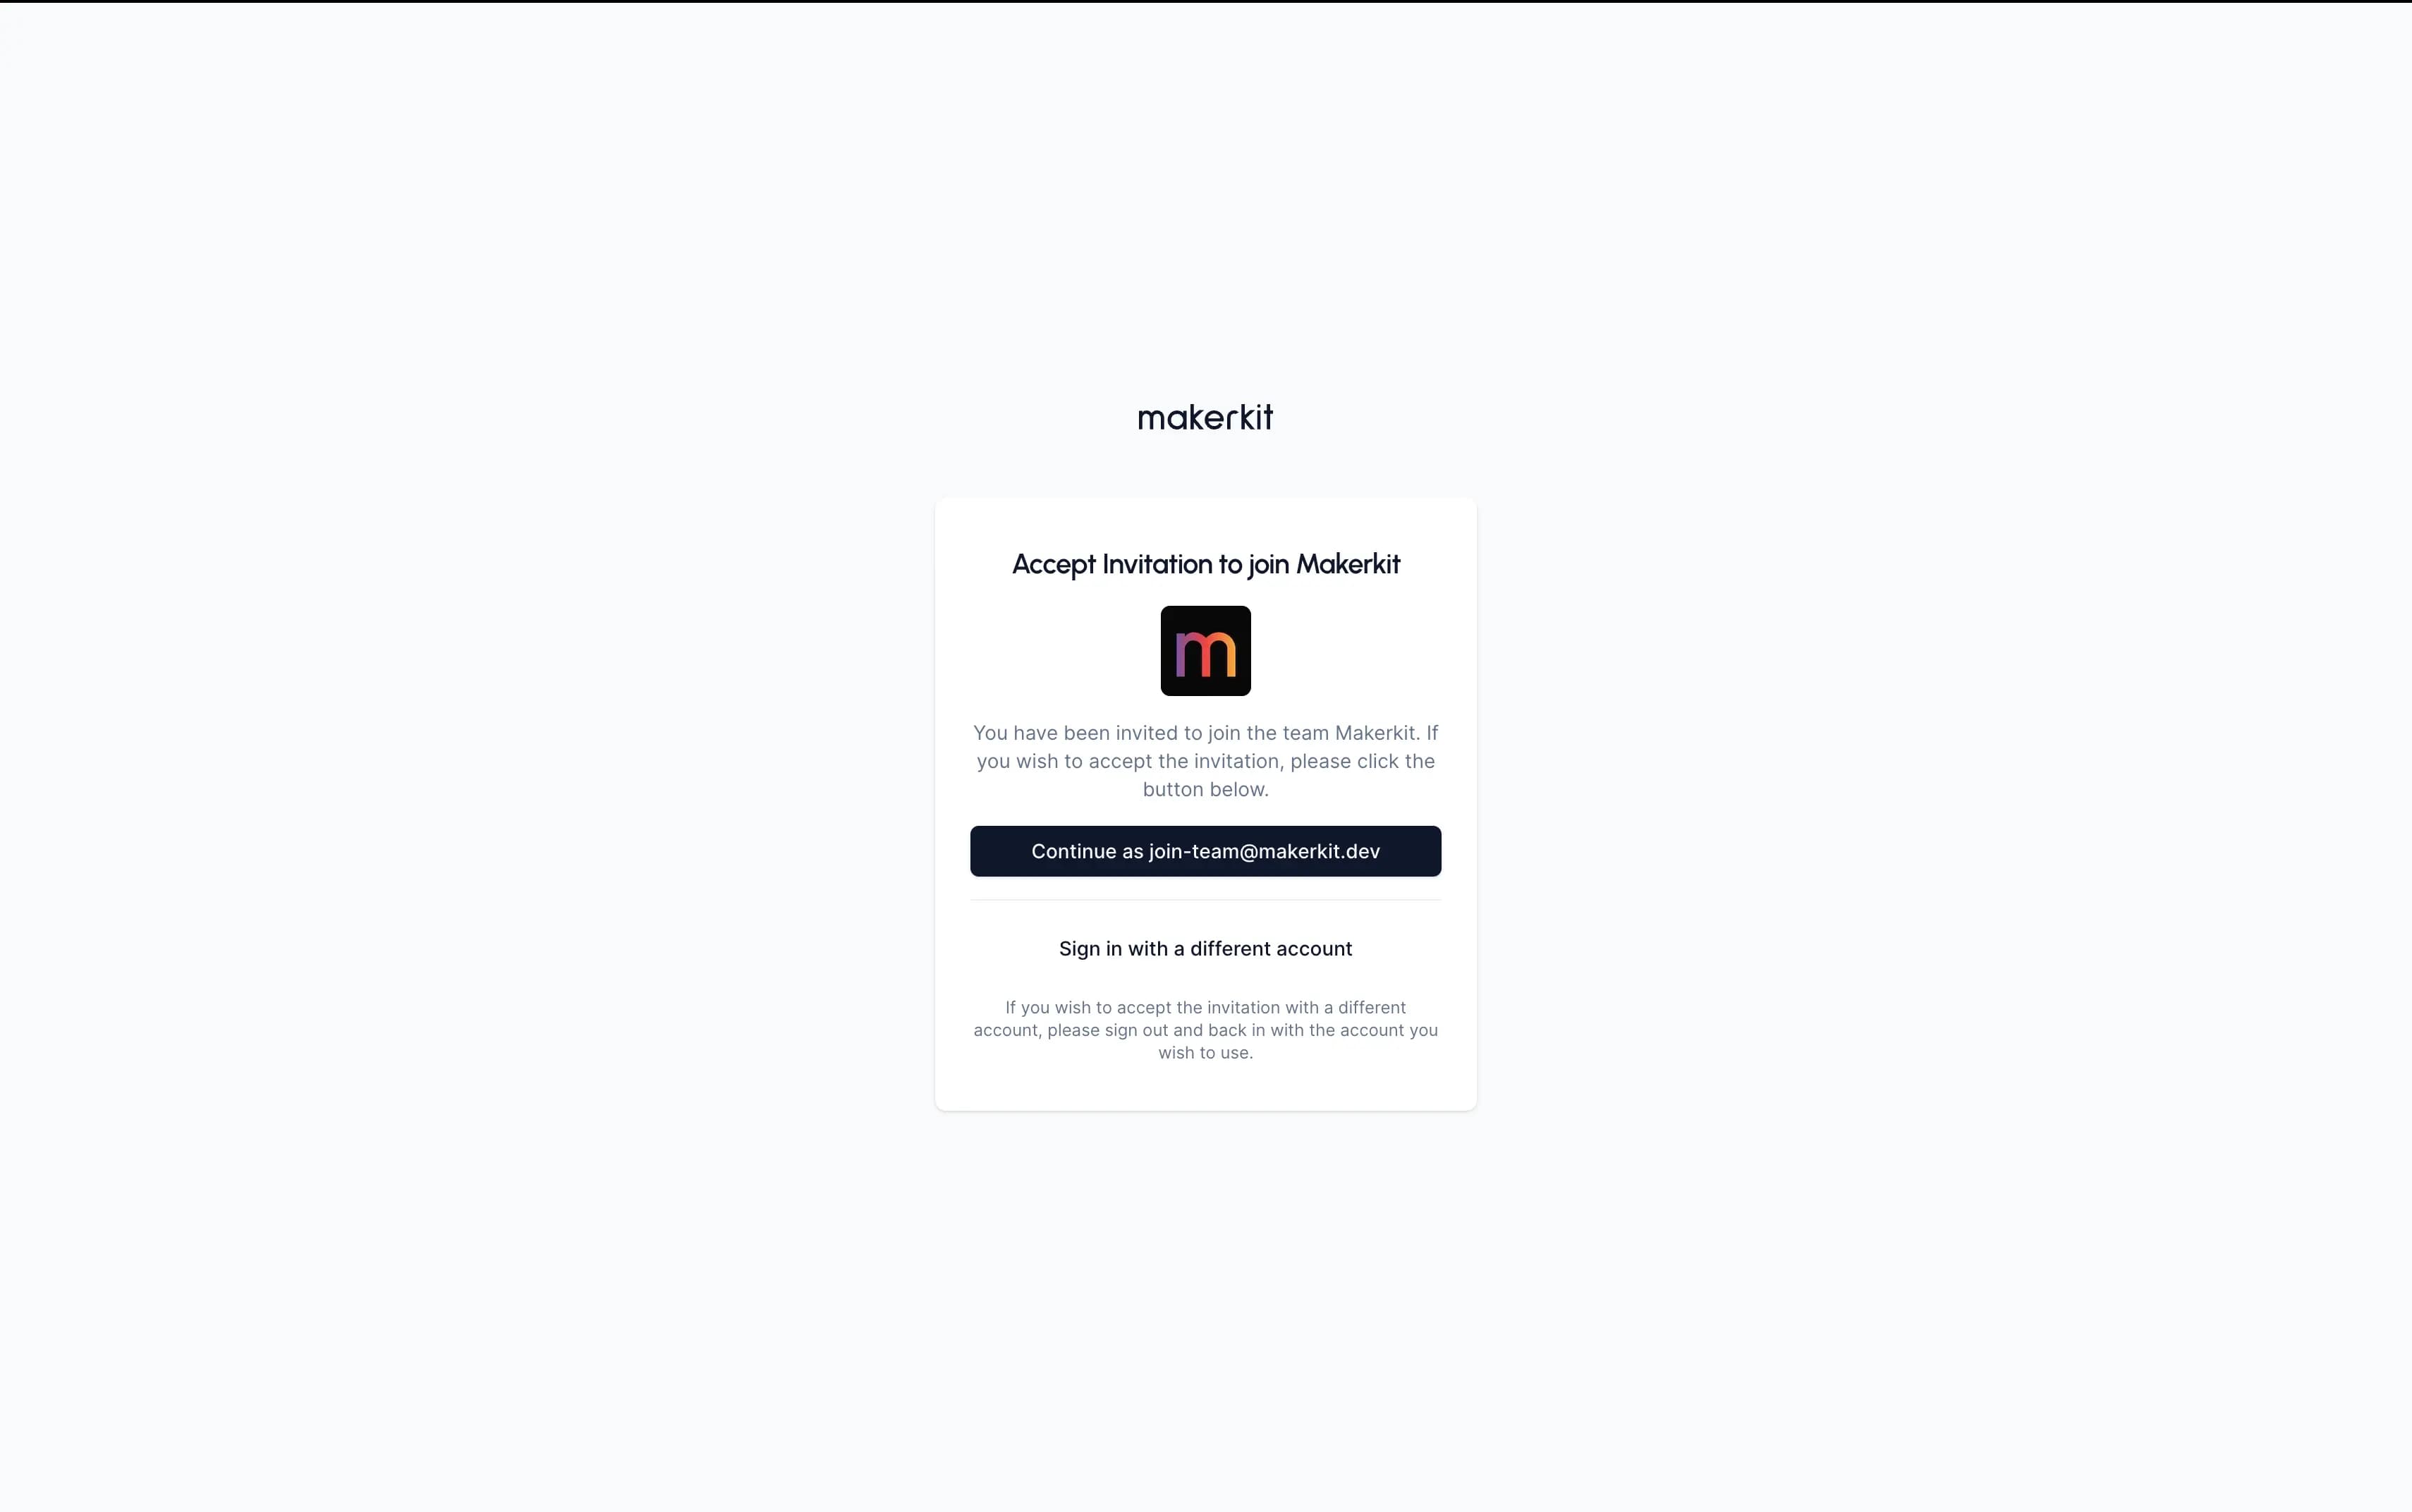 makerkit
Accept Invitation to join Makerkit
m
You have been invited to join the team Makerkit. If
you wish to accept the invitation, please click the
button below.
Continue as join-team@makerkit.dev
Sign in with a different account
If you wish to accept the invitation with a different
account, please sign out and back in with the account you
wish to use.